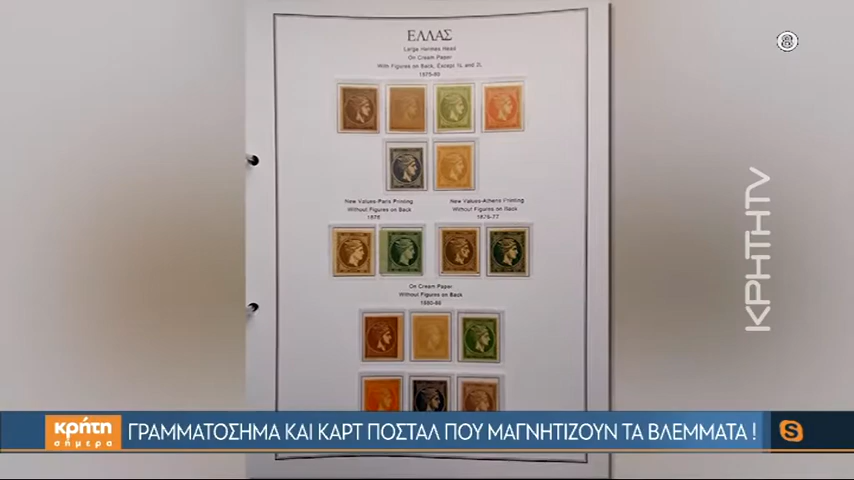 ΕΛΛΑΣ
Large Hermes Head
On Cream Paper
With Figures on Back, Except 1L and 2L
1875-80
New Values-Paris Printing
Without Figures on Back
1876
New Values-Athens Printing
Without Figures on Back
1876-77
On Cream Paper
Without Figures on Back
1880-86
ΚΡΗΤΗTV
8
κρήτη
σήμερα
ΓΡΑΜΜΑΤΟΣΗΜΑ ΚΑΙ ΚΑΡΤ ΠΟΣΤΑΛ ΠΟΥ ΜΑΓΝΗΤΙΖΟΥΝ ΤΑ ΒΛΕΜΜΑΤΑ !
S